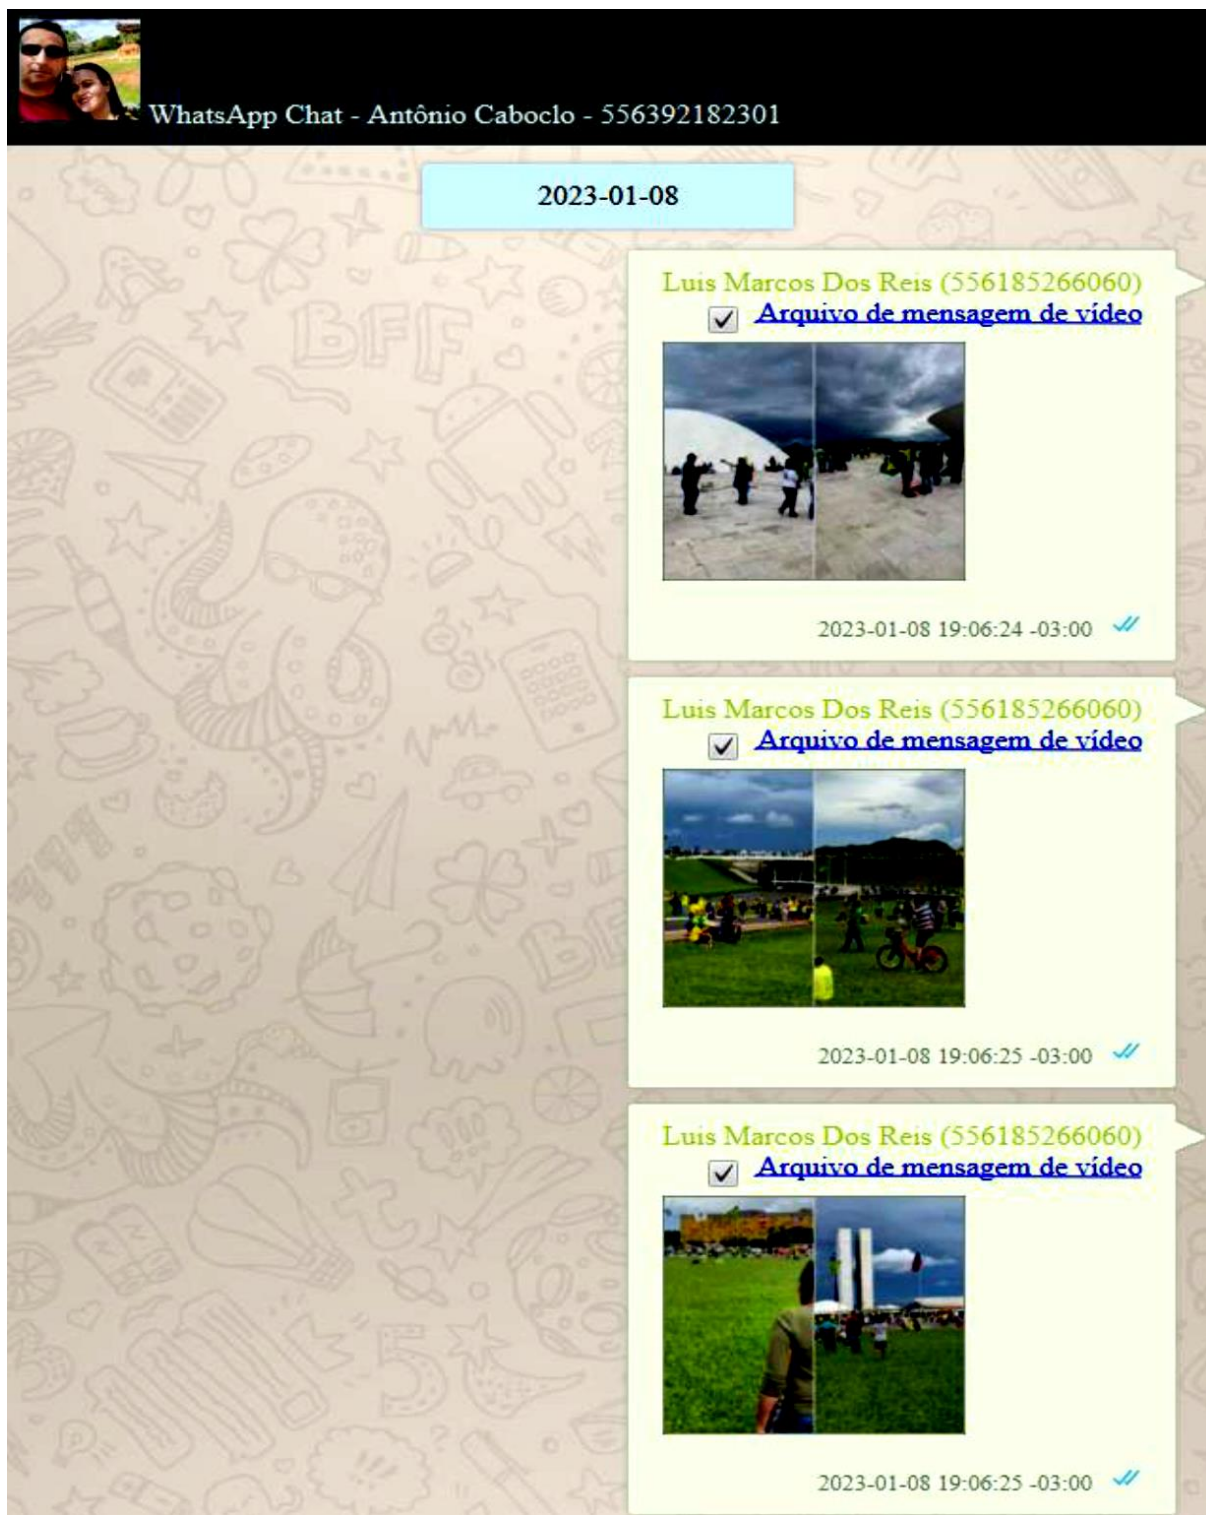 WhatsApp Chat - Antônio Caboclo - 556392182301
2023-01-08
Luis Marcos Dos Reis (556185266060)
Arquivo de mensagem de vídeo
2023-01-08 19:06:24 -03:00
Luis Marcos Dos Reis (556185266060)
Arquivo de mensagem de vídeo
2023-01-08 19:06:25 -03:00
Luis Marcos Dos Reis (556185266060)
Arquivo de mensagem de vídeo
2023-01-08 19:06:25 -03:00